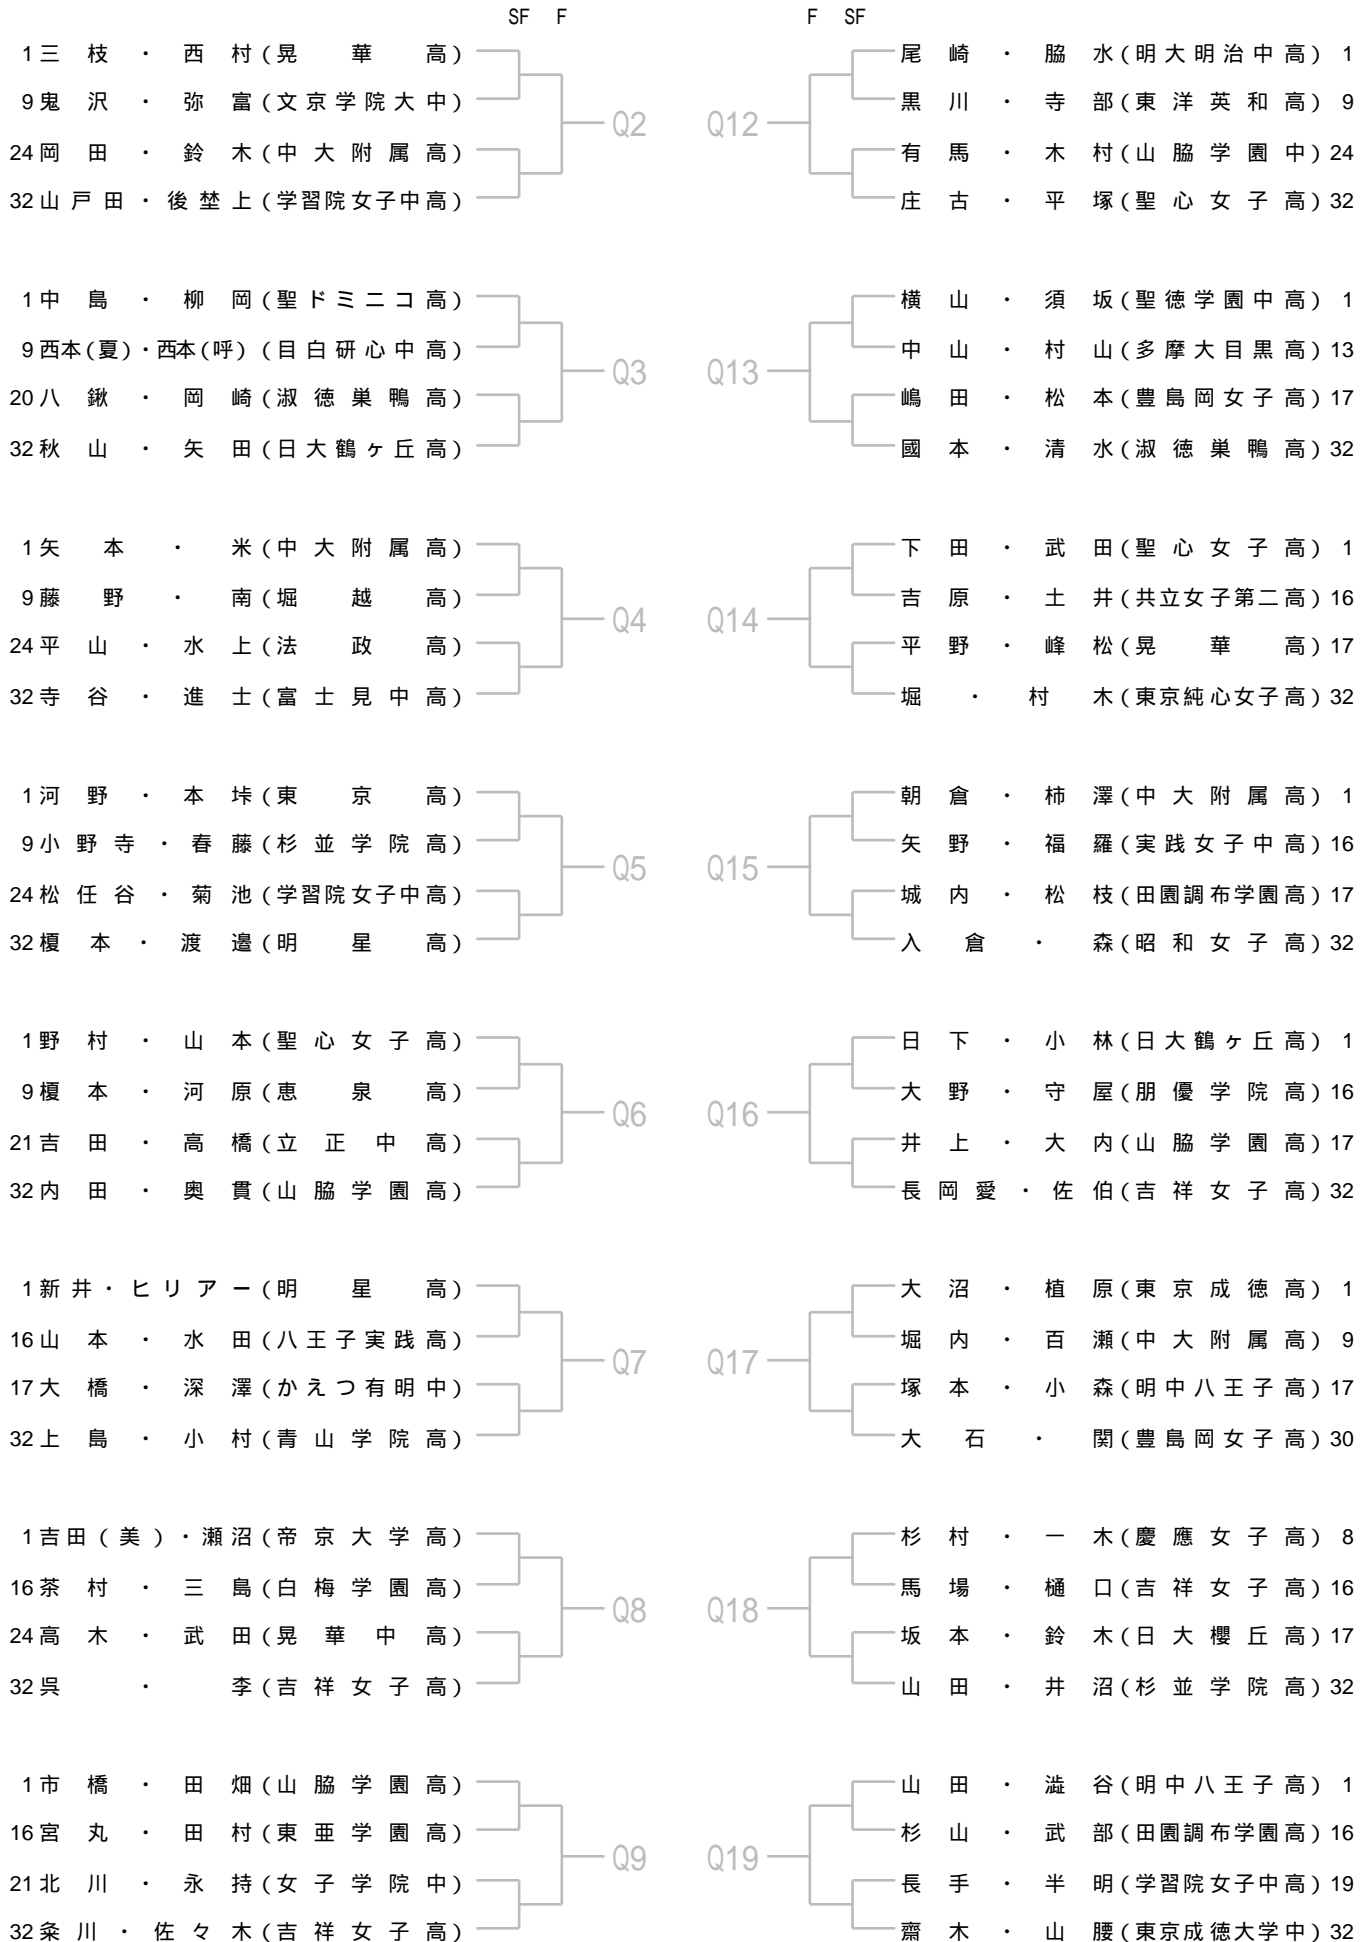 SF F
1 三枝・西村(晃華高)
9 鬼沢・弥富(文京学院大中)
24 岡田・鈴木(中大附属高)
32 山戸田・後埜上(学習院女子中高)
Q2
1 中島・柳岡(聖ドミニコ高)
9 西本(夏)・西本(呼)(目白研心中高)
20 八鍬・岡崎(淑徳巣鴨高)
32 秋山・矢田(日大鶴ヶ丘高)
Q3
1 矢本・米(中大附属高)
9 藤野・南(堀越高)
24 平山・水上(法政高)
32 寺谷・進士(富士見中高)
Q4
1 河野・本垰(東京高)
9 小野寺・春藤(杉並学院高)
24 松任谷・菊池(学習院女子中高)
32 榎本・渡邉(明星高)
Q5
1 野村・山本(聖心女子高)
9 榎本・河原(恵泉高)
21 吉田・高橋(立正中高)
32 内田・奥貫(山脇学園高)
Q6
1 新井・ヒリアー(明星高)
16 山本・水田(八王子実践高)
17 大橋・深澤(かえつ有明中)
32 上島・小村(青山学院高)
Q7
1 吉田(美)・瀬沼(帝京大学高)
16 茶村・三島(白梅学園高)
24 高木・武田(晃華中高)
32 呉・李(吉祥女子高)
Q8
1 市橋・田畑(山脇学園高)
16 宮丸・田村(東亜学園高)
21 北川・永持(女子学院中)
32 粂川・佐々木(吉祥女子高)
Q9
F SF
尾崎・脇水(明大明治中高) 1
黒川・寺部(東洋英和高) 9
有馬・木村(山脇学園中) 24
庄古・平塚(聖心女子高) 32
Q12
横山・須坂(聖徳学園中高) 1
中山・村山(多摩大目黒高) 13
嶋田・松本(豊島岡女子高) 17
國本・清水(淑徳巣鴨高) 32
Q13
下田・武田(聖心女子高) 1
吉原・土井(共立女子第二高) 16
平野・峰松(晃華高) 17
堀・村木(東京純心女子高) 32
Q14
朝倉・柿澤(中大附属高) 1
矢野・福羅(実践女子中高) 16
城内・松枝(田園調布学園高) 17
入倉・森(昭和女子高) 32
Q15
日下・小林(日大鶴ヶ丘高) 1
大野・守屋(朋優学院高) 16
井上・大内(山脇学園高) 17
長岡愛・佐伯(吉祥女子高) 32
Q16
大沼・植原(東京成徳高) 1
堀内・百瀬(中大附属高) 9
塚本・小森(明中八王子高) 17
大石・関(豊島岡女子高) 30
Q17
杉村・一木(慶應女子高) 8
馬場・樋口(吉祥女子高) 16
坂本・鈴木(日大櫻丘高) 17
山田・井沼(杉並学院高) 32
Q18
山田・澁谷(明中八王子高) 1
杉山・武部(田園調布学園高) 16
長手・半明(学習院女子中高) 19
齋木・山腰(東京成徳大学中) 32
Q19